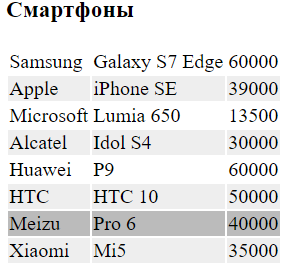 Смартфоны
Samsung Galaxy S7 Edge 60000
Apple iPhone SE 39000
Microsoft Lumia 650 13500
Alcatel Idol S4 30000
Huawei P9 60000
HTC HTC 10 50000
Meizu Pro 6 40000
Xiaomi Mi5 35000